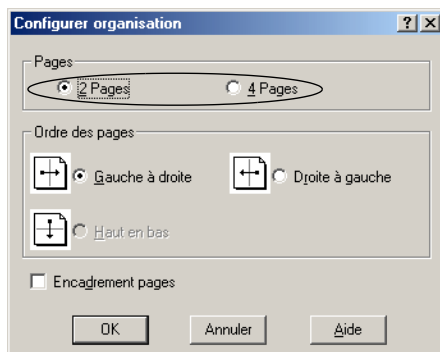 Configurer organisation
Pages
2 Pages 4 Pages
Ordre des pages
Gauche à droite Droite à gauche
Haut en bas
Encadrement pages
OK Annuler Aide